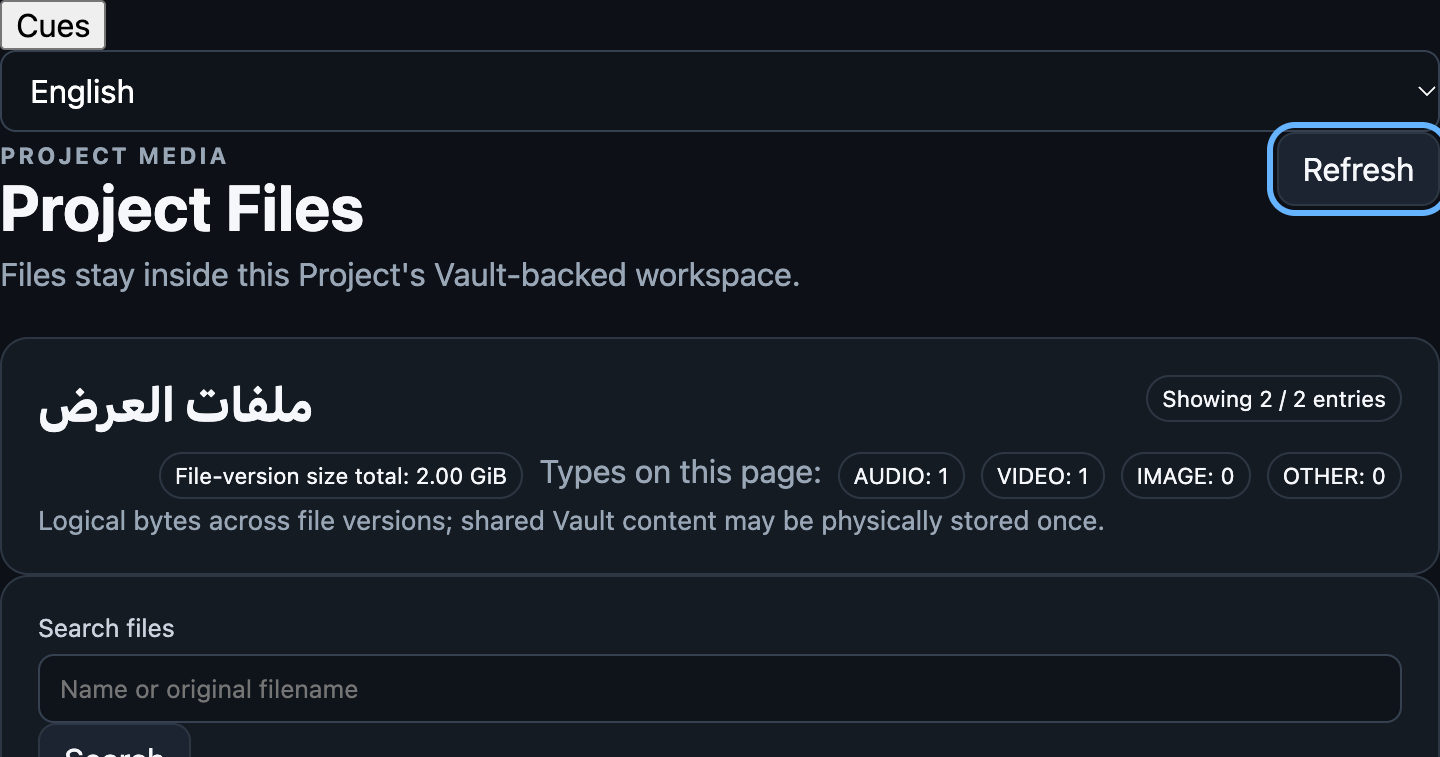 Cues
English
PROJECT MEDIA
Refresh
Project Files
Files stay inside this Project's Vault-backed workspace.
ملفات العرض
Showing 2 / 2 entries
File-version size total: 2.00 GiB Types on this page: AUDIO: 1 VIDEO: 1 IMAGE: 0 OTHER: 0
Logical bytes across file versions; shared Vault content may be physically stored once.
Search files
Name or original filename
Search